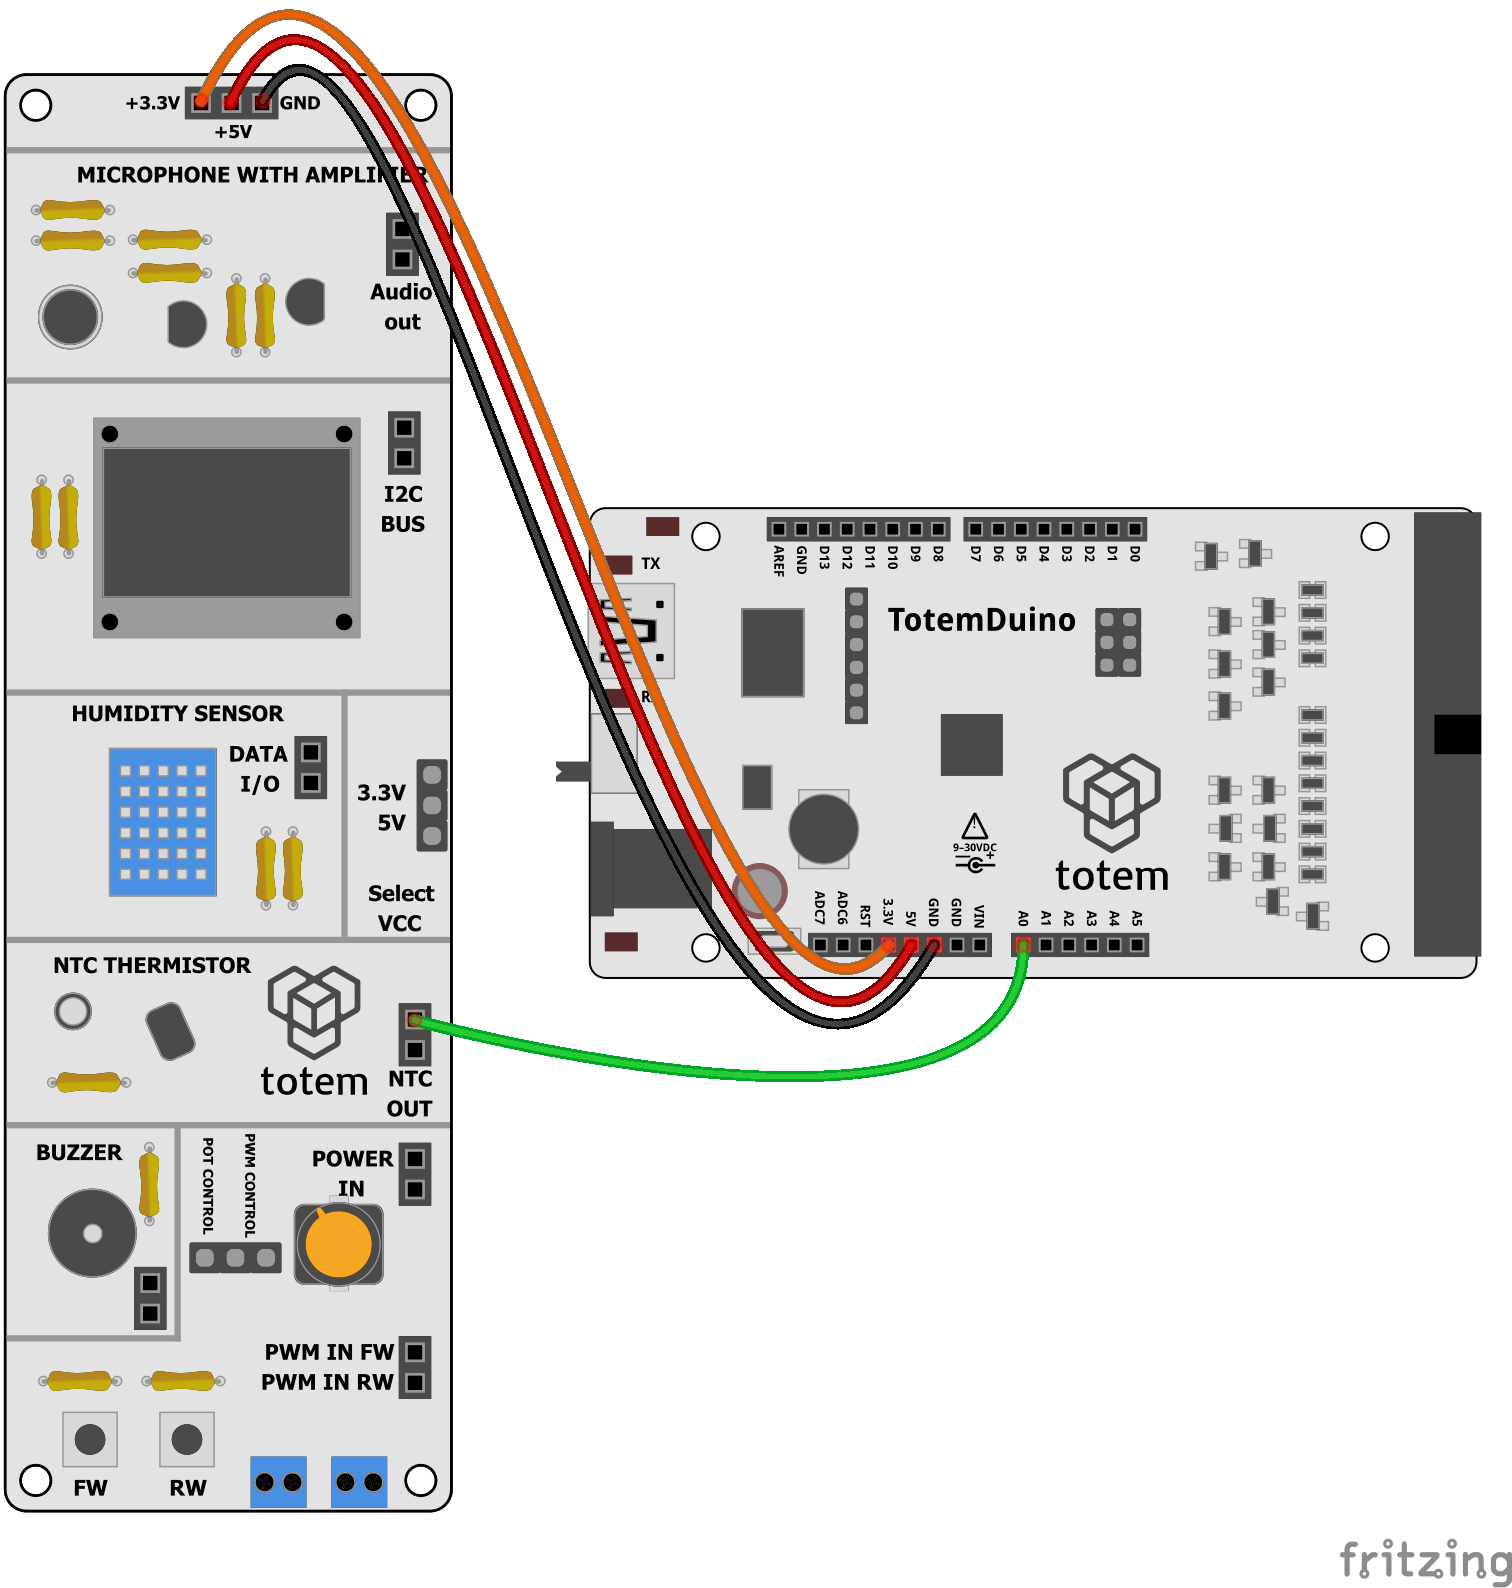 +3.3V
GND
+5V
MICROPHONE WITH AMPLIFIER
Audio
out
I2C
BUS
HUMIDITY SENSOR
DATA
I/O
3.3V
5V
Select
VCC
NTC THERMISTOR
totem
NTC
OUT
BUZZER
POT CONTROL
PWM CONTROL
POWER
IN
PWM IN FW
PWM IN RW
FW
RW
TX
AREF
GND
D13
D12
D11
D10
D9
D8
D7
D6
D5
D4
D3
D2
D1
D0
TotemDuino
9-30VDC
+
totem
ADC7
ADC6
RST
3.3V
5V
GND
GND
VIN
A0
A1
A2
A3
A4
A5
fritzing